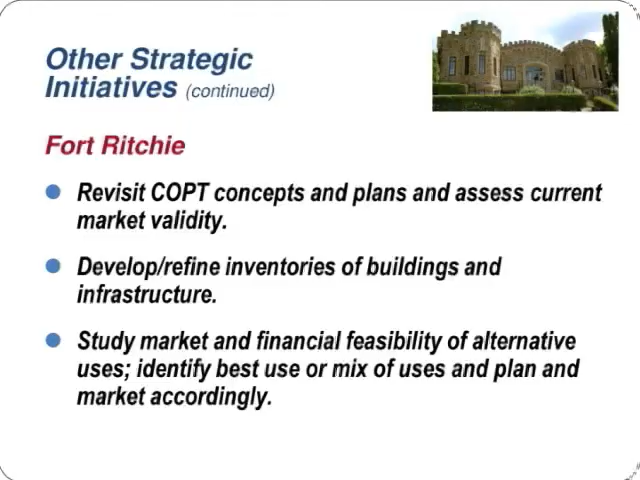 Other Strategic
Initiatives (continued)
Fort Ritchie
Revisit COPT concepts and plans and assess current
market validity.
Develop/refine inventories of buildings and
infrastructure.
Study market and financial feasibility of alternative
uses; identify best use or mix of uses and plan and
market accordingly.